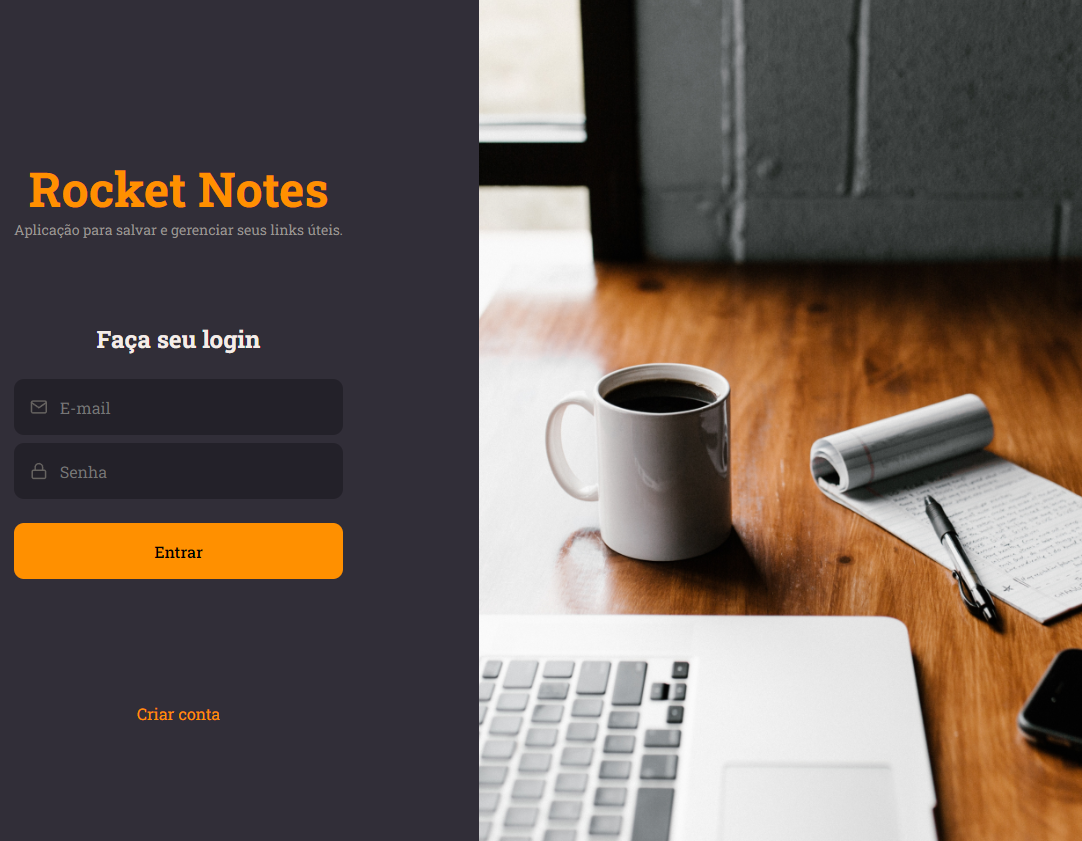 Rocket Notes
Aplicação para salvar e gerenciar seus links úteis.
Faça seu login
E-mail
Senha
Entrar
Criar conta